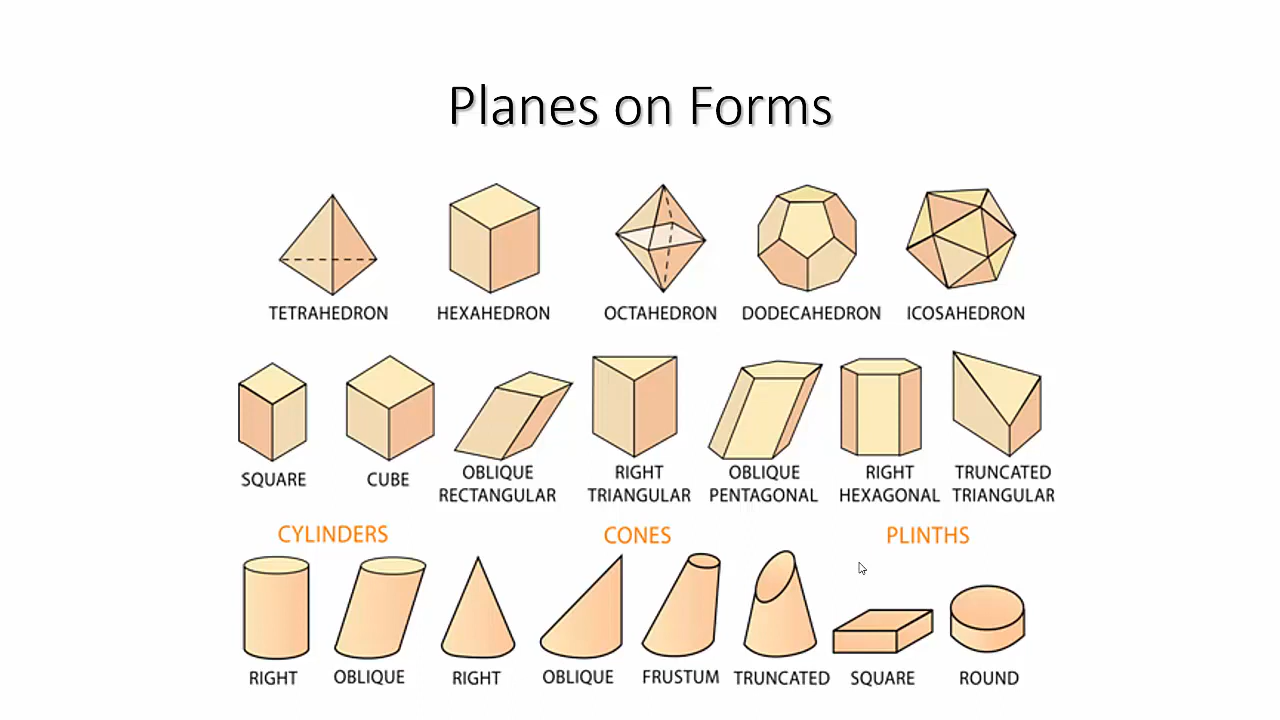 Planes on Forms
TETRAHEDRON HEXAHEDRON OCTAHEDRON DODECAHEDRON ICOSAHEDRON
SQUARE CUBE OBLIQUE RECTANGULAR RIGHT TRIANGULAR OBLIQUE PENTAGONAL RIGHT HEXAGONAL TRUNCATED TRIANGULAR
CYLINDERS CONES PLINTHS
RIGHT OBLIQUE RIGHT OBLIQUE FRUSTUM TRUNCATED SQUARE ROUND